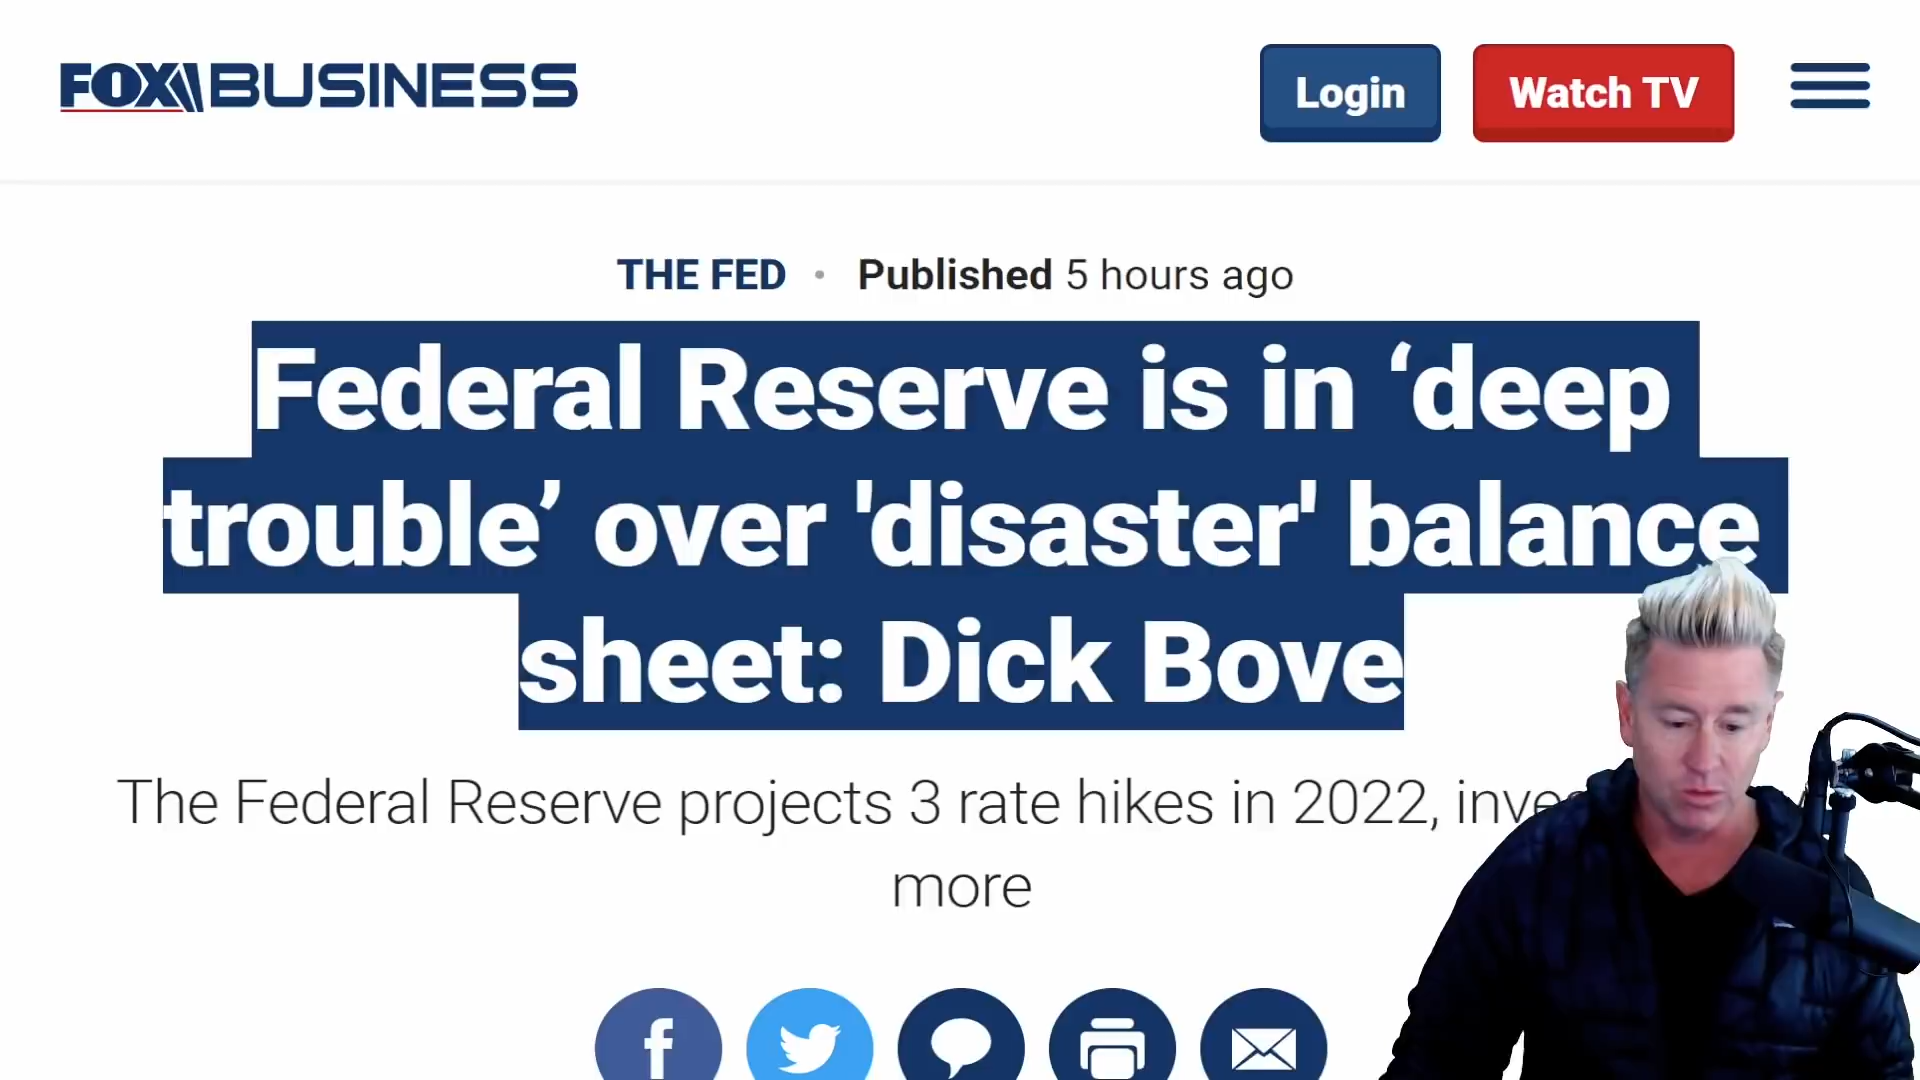 FOX BUSINESS
Login
Watch TV
THE FED • Published 5 hours ago
Federal Reserve is in ‘deep
trouble’ over 'disaster' balance
sheet: Dick Bove
The Federal Reserve projects 3 rate hikes in 2022,
more